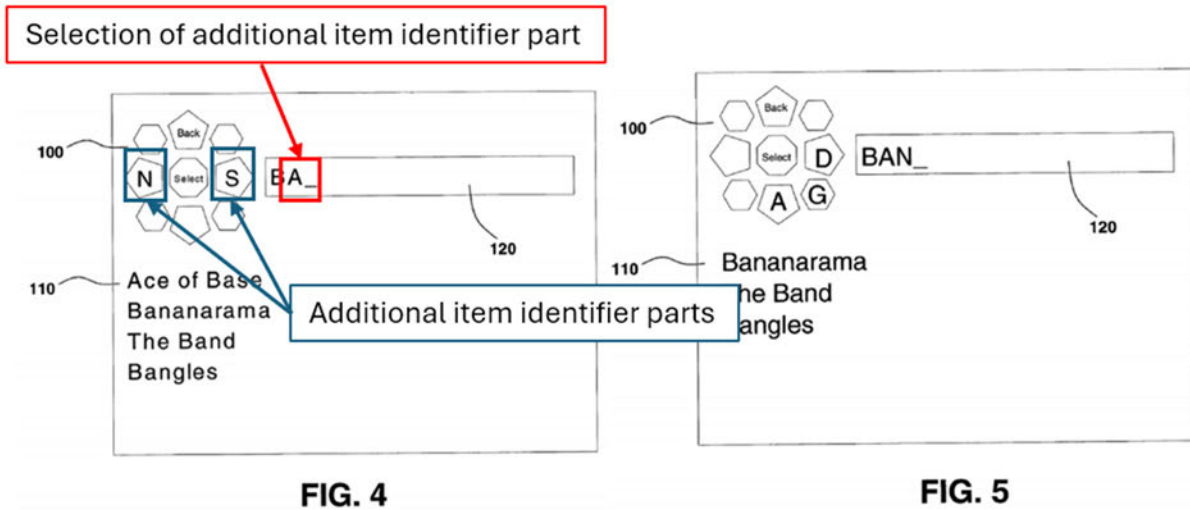 Selection of additional item identifier part
Back
100
N
Select
S
BA_
120
110
Ace of Base
Bananarama
The Band
Bangles
Additional item identifier parts
FIG. 4
Back
100
Select
D
BAN_
A
G
120
110
Bananarama
he Band
angles
FIG. 5